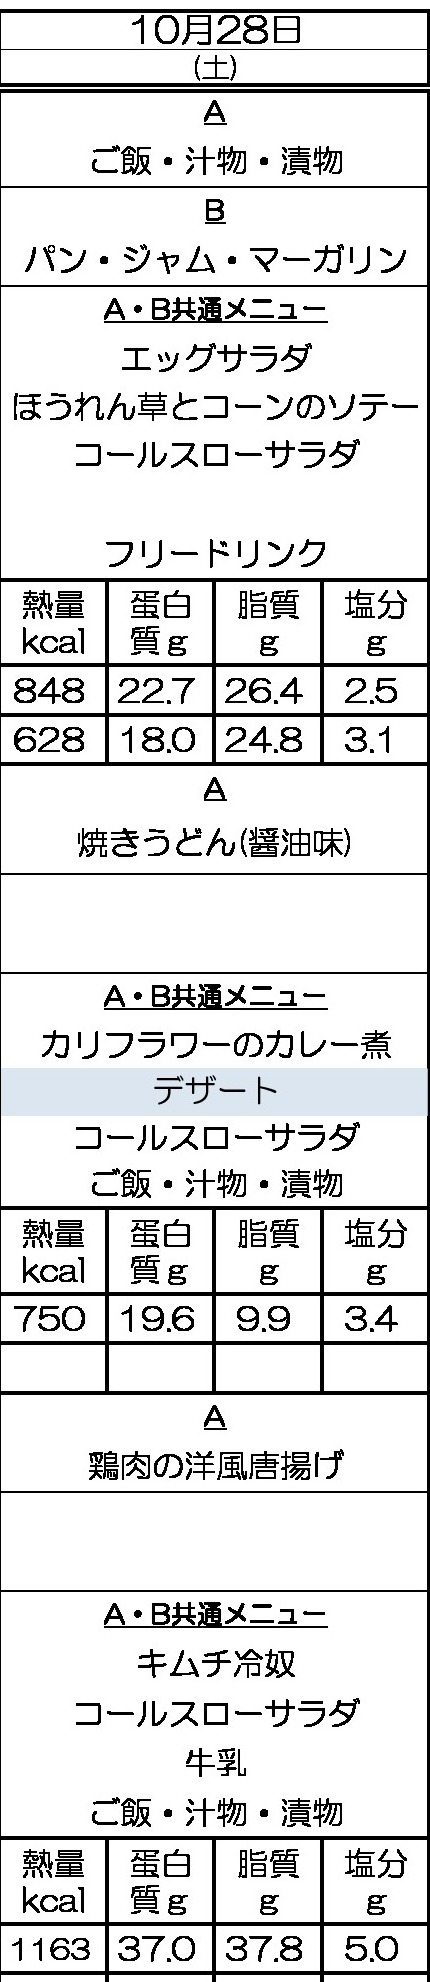 10月28日
(土)
A
ご飯・汁物・漬物
B
パン・ジャム・マーガリン
A・B共通メニュー
エッグサラダ
ほうれん草とコーンのソテー
コールスローサラダ
フリードリンク
熱量 蛋白 脂質 塩分
kcal 質g g g
848 22.7 26.4 2.5
628 18.0 24.8 3.1
A
焼きうどん(醤油味)
A・B共通メニュー
カリフラワーのカレー煮
デザート
コールスローサラダ
ご飯・汁物・漬物
熱量 蛋白 脂質 塩分
kcal 質g g g
750 19.6 9.9 3.4
A
鶏肉の洋風唐揚げ
A・B共通メニュー
キムチ冷奴
コールスローサラダ
牛乳
ご飯・汁物・漬物
熱量 蛋白 脂質 塩分
kcal 質g g g
1163 37.0 37.8 5.0